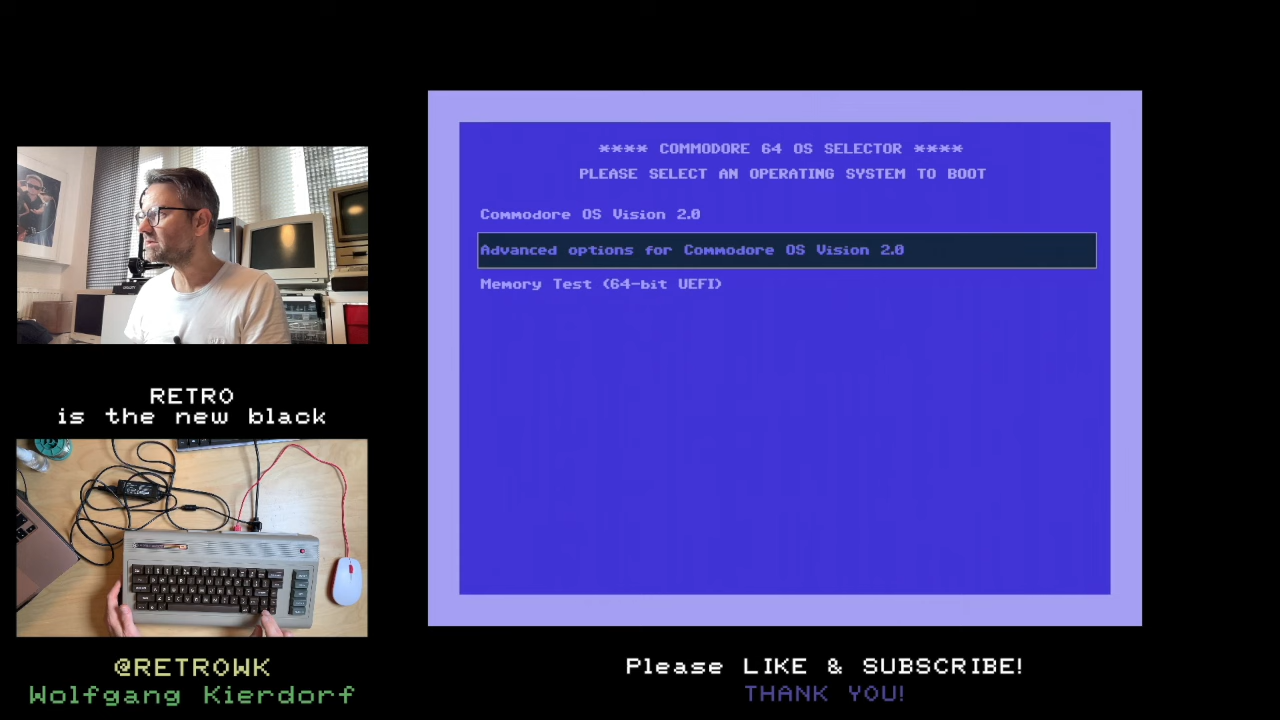 **** COMMODORE 64 OS SELECTOR ****
PLEASE SELECT AN OPERATING SYSTEM TO BOOT
Commodore OS Vision 2.0
Advanced options for Commodore OS Vision 2.0
Memory Test (64-bit UEFI)
RETRO
is the new black
@RETROWK
Wolfgang Kierdorf
Please LIKE & SUBSCRIBE!
THANK YOU!